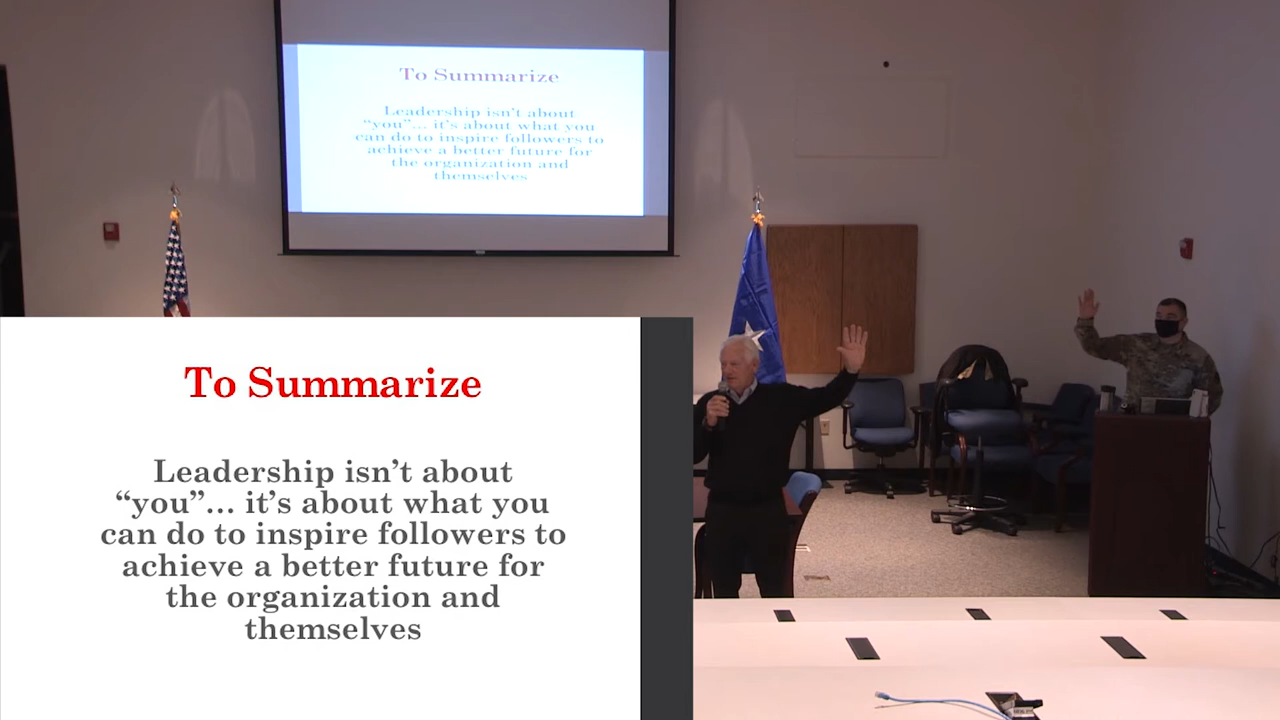 To Summarize
Leadership isn't about
“you”... it's about what you
can do to inspire followers to
achieve a better future for
the organization and
themselves
To Summarize
Leadership isn’t about
“you”... it’s about what you
can do to inspire followers to
achieve a better future for
the organization and
themselves